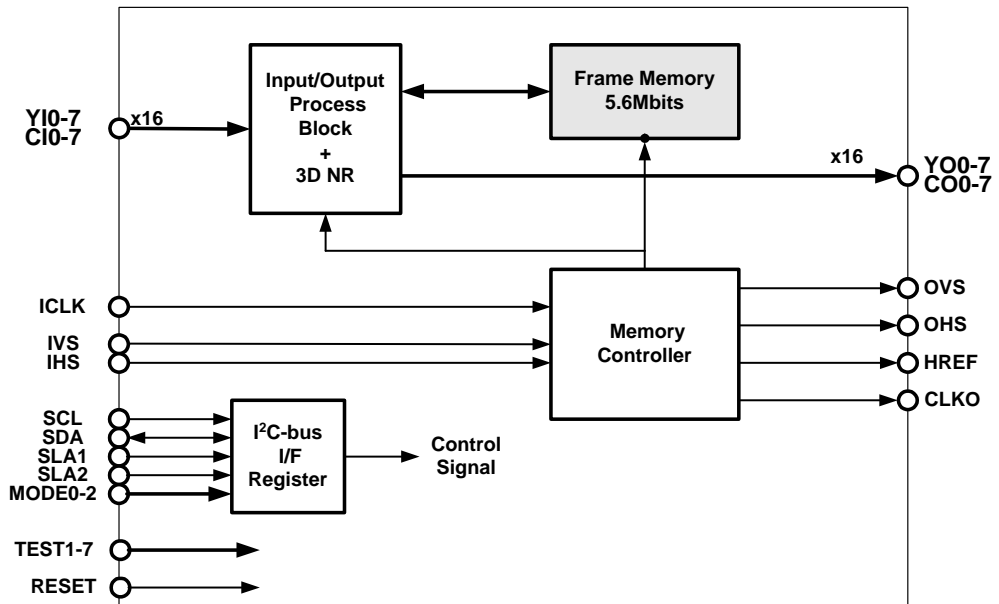 Input/Output
Process
Block
+
3D NR
Frame Memory
5.6Mbits
YI0-7
CI0-7
x16
x16
YO0-7
CO0-7
ICLK
IVS
IHS
Memory
Controller
OVS
OHS
HREF
CLKO
SCL
SDA
SLA1
SLA2
MODE0-2
I²C-bus
I/F
Register
Control
Signal
TEST1-7
RESET